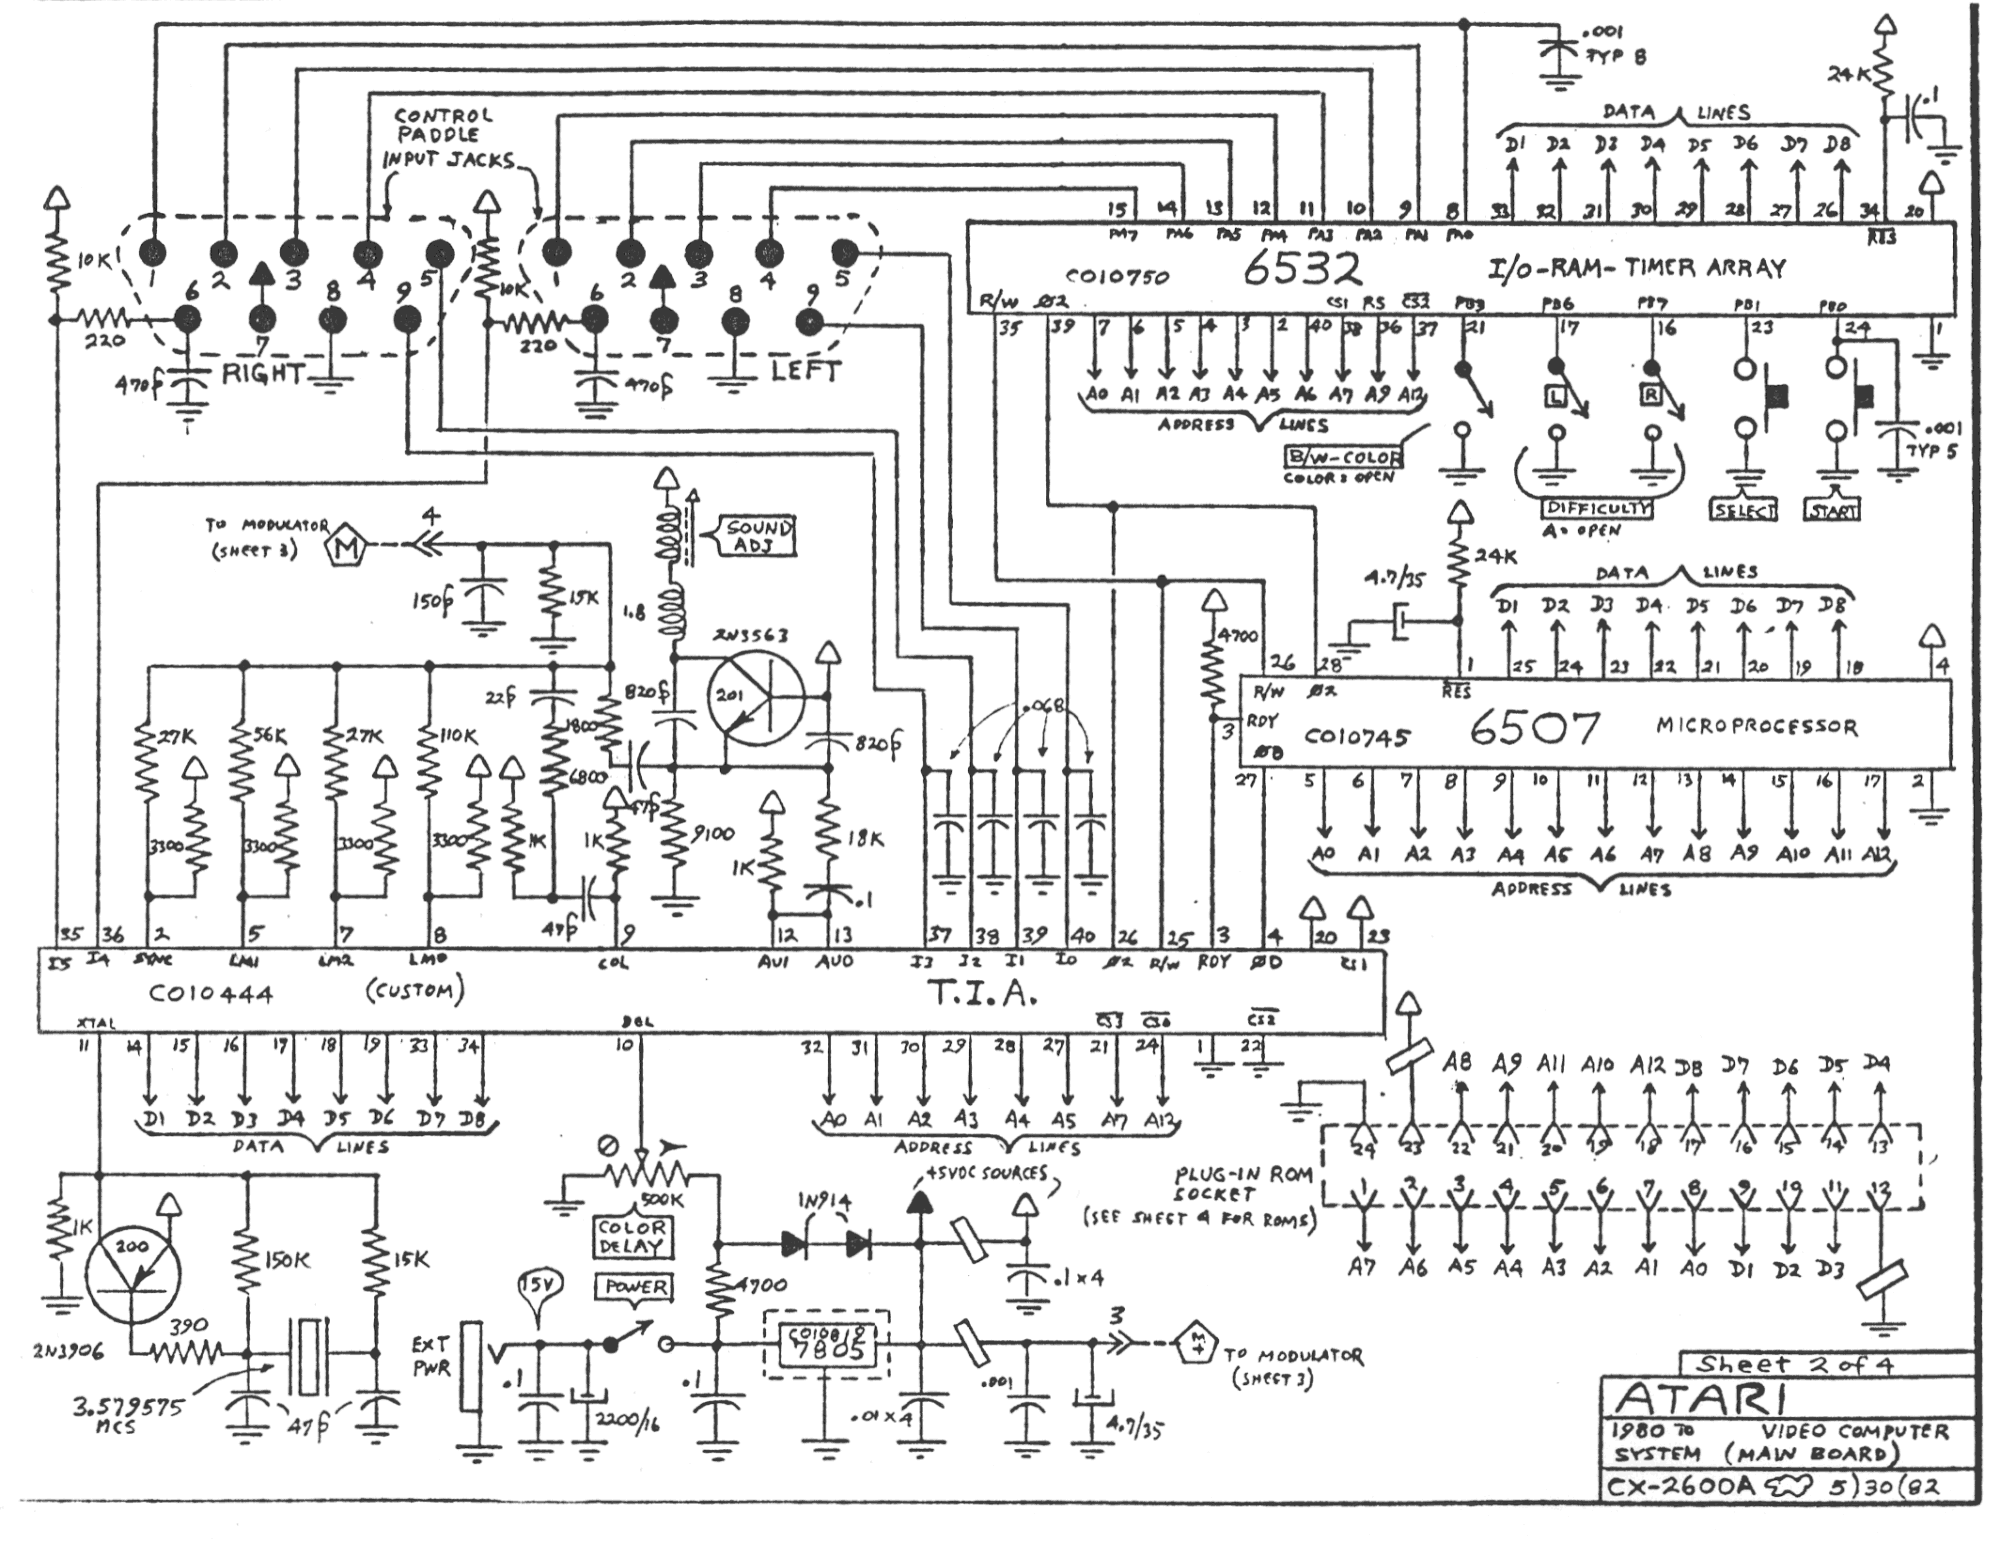 .001
TYP 8
24K
.1
CONTROL
PADDLE
INPUT JACKS
DATA LINES
D1 D2 D3 D4 D5 D6 D7 D8
15 14 13 12 11 10 9 8 33 32 31 30 29 28 27 26 34 20
PA7 PA6 PA5 PA4 PA3 PA2 PA1 PA0
CO10750 6532 I/O-RAM-TIMER ARRAY
R/W Ø2 CS1 RS CS2 PB3 PB6 PB7 PB1 PB0
35 39 7 6 5 4 3 2 40 38 36 37 21 17 16 23 24 1
A0 A1 A2 A3 A4 A5 A6 A7 A9 A12
ADDRESS LINES
10K
2 3 4 5
6 7 8 9
220
470p
RIGHT
10K
2 3 4 5
6 7 8 9
220
470p
LEFT
L
R
.001
TYP 5
B/W-COLOR
COLOR: OPEN
DIFFICULTY
A= OPEN
SELECT
START
TO MODULATOR
(SHEET 3)
M
4
SOUND
ADJ
150p
15K
1.8
2N3563
201
820p
820p
22p
1800
6800
47p
27K
56K
27K
110K
3300
3300
3300
3300
1K
1K
9100
1K
18K
.1
47p
.068
24K
4.7/35
4700
DATA LINES
D1 D2 D3 D4 D5 D6 D7 D8
26 28 1 25 24 23 22 21 20 19 18 4
R/W Ø2 RES
3 RDY
CO10745 6507 MICROPROCESSOR
27 5 6 7 8 9 10 11 12 13 14 15 16 17 2
A0 A1 A2 A3 A4 A5 A6 A7 A8 A9 A10 A11 A12
ADDRESS LINES
35 36 2 5 7 8 9 12 13 37 38 39 40 26 25 3 4 20 23
I5 I4 SYNC LM1 LM2 LM0 COL AU1 AU0 I3 I2 I1 I0 Ø2 R/W RDY CS1
CO10444 (CUSTOM) T.I.A.
XTAL DEL CS3 CS0 CS2
11 14 15 16 17 18 19 33 34 10 32 31 30 29 28 27 21 24 1 22
D1 D2 D3 D4 D5 D6 D7 D8
DATA LINES
A0 A1 A2 A3 A4 A5 A7 A12
ADDRESS LINES
A8 A9 A11 A10 A12 D8 D7 D6 D5 D4
24 23 22 21 20 19 18 17 16 15 14 13
1 2 3 4 5 6 7 8 9 10 11 12
A7 A6 A5 A4 A3 A2 A1 A0 D1 D2 D3
PLUG-IN ROM
SOCKET
(SEE SHEET 4 FOR ROMS)
1K
200
2N3906
390
150K
15K
3.579575
MCS
47p
500K
COLOR
DELAY
+5VDC SOURCES
1N914
.1 x 4
4700
15V
POWER
EXT
PWR
.1
2200/16
.1
CO10819
7805
.01 x 4
.001
4.7/35
3
M+
TO MODULATOR
(SHEET 3)
Sheet 2 of 4
ATARI
1980 TO VIDEO COMPUTER
SYSTEM (MAIN BOARD)
CX-2600A 5)30(82